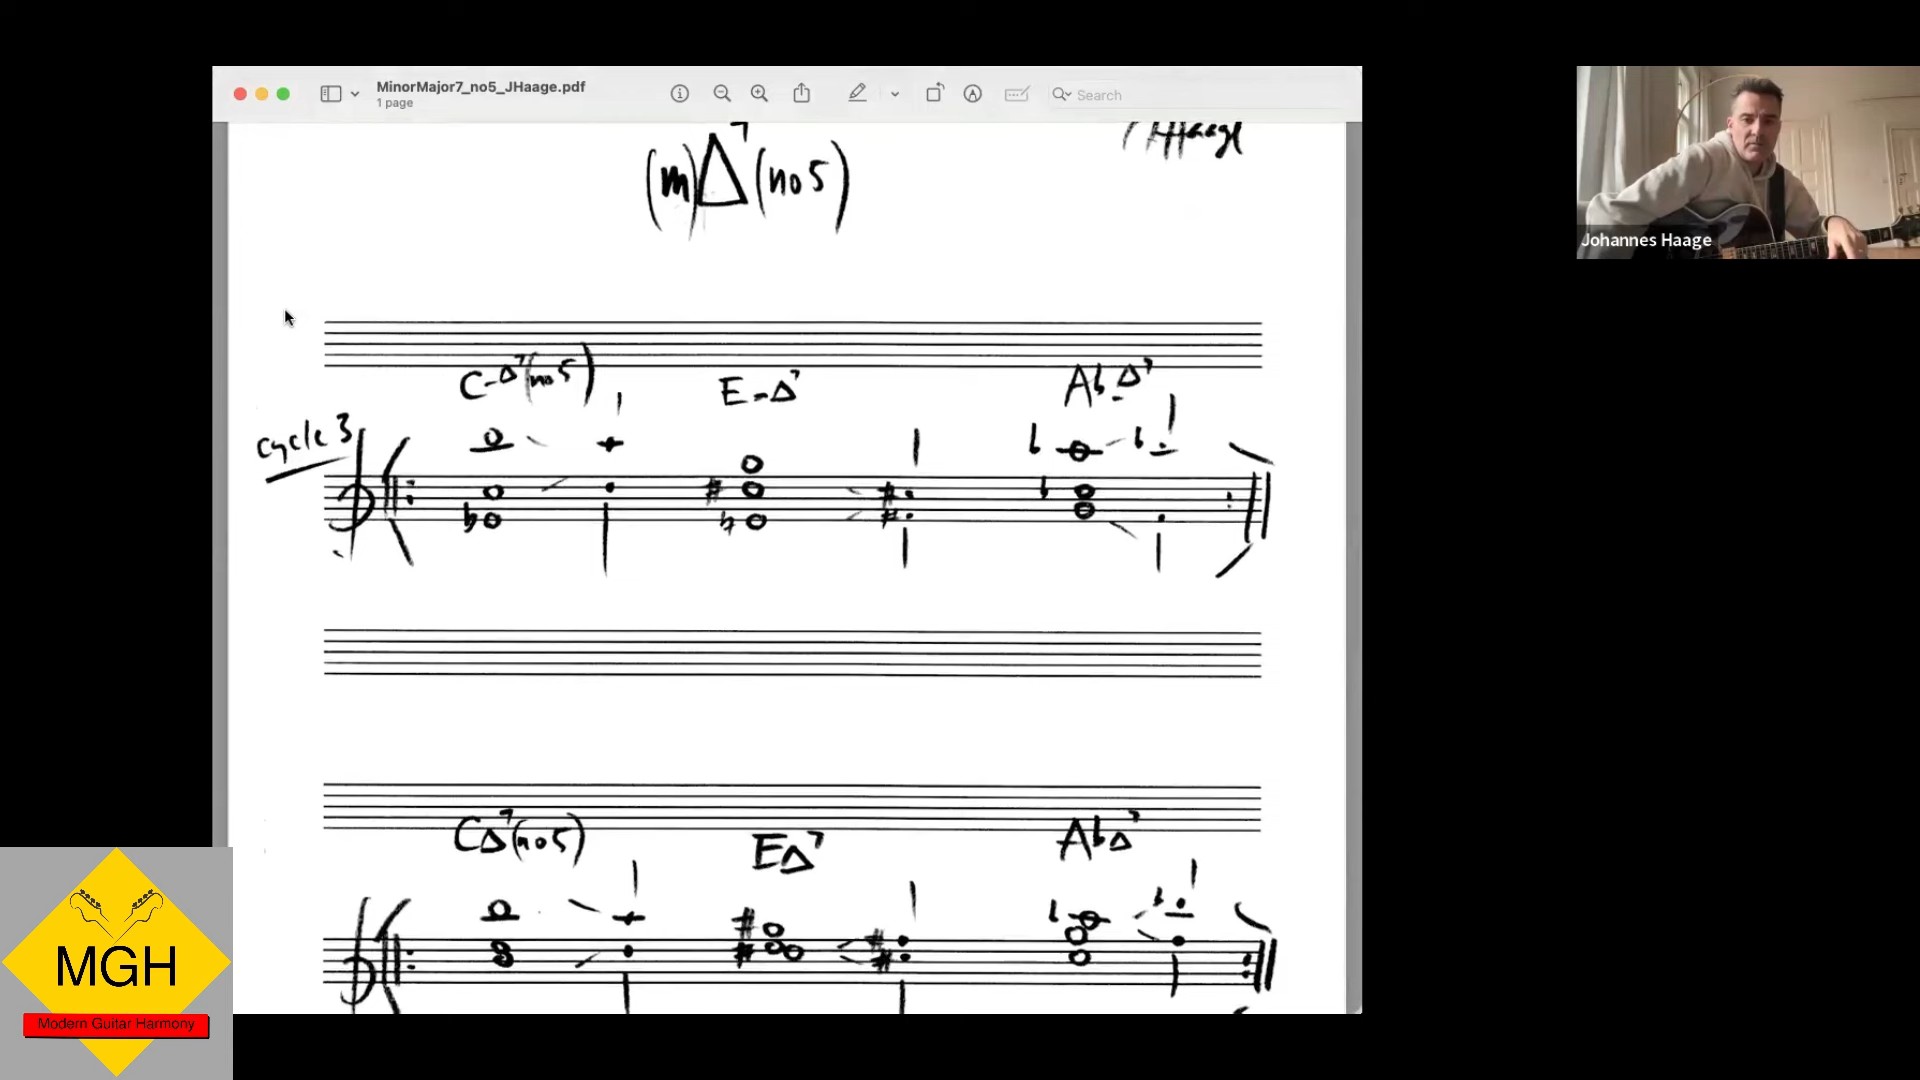 MinorMajor7_no5_JHaage.pdf
1 page
Search
JHaage
(m)Δ7(no5)
Johannes Haage
C-Δ7(no5)
E-Δ7
Ab-Δ7
cycle 3
CΔ7(no5)
EΔ7
AbΔ7
MGH
Modern Guitar Harmony